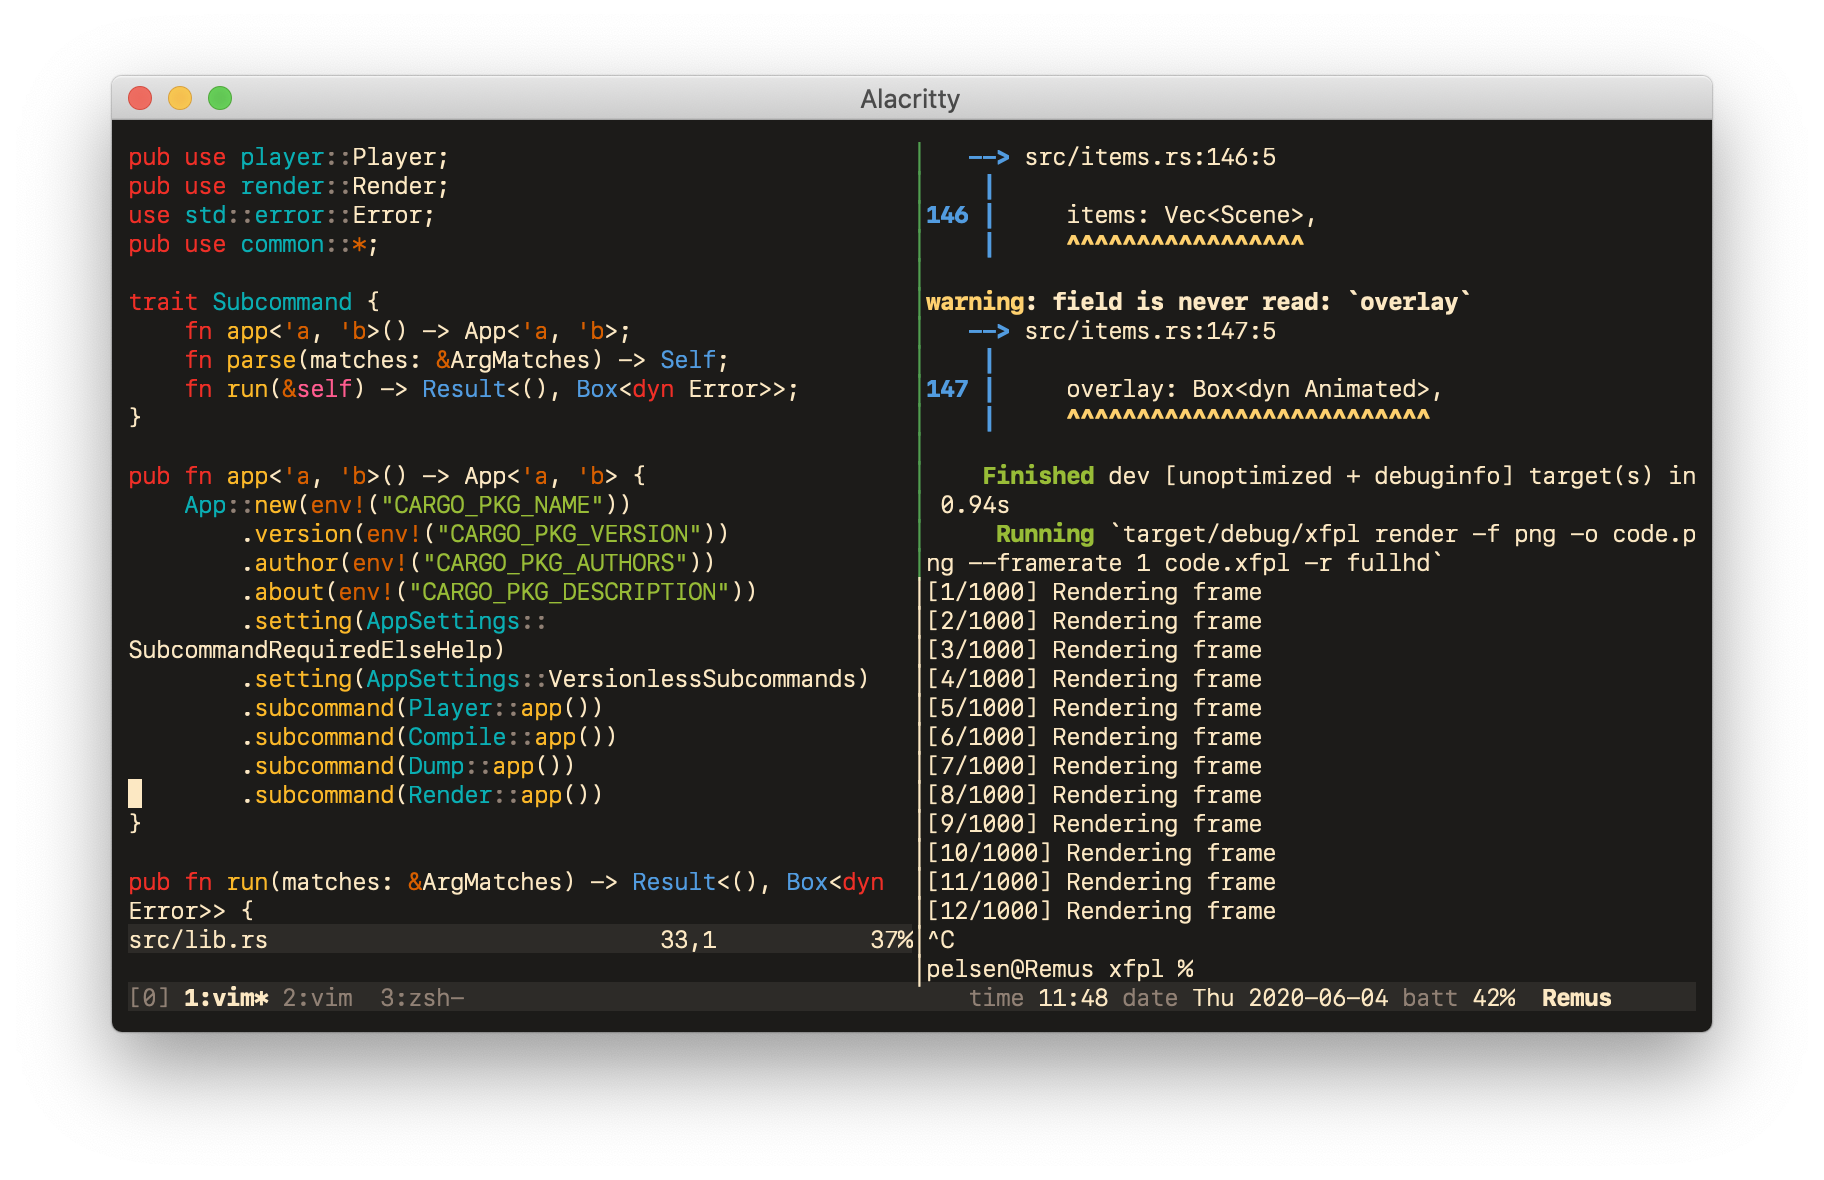 Alacritty
pub use player::Player;
pub use render::Render;
use std::error::Error;
pub use common::*;
trait Subcommand {
    fn app<'a, 'b>() -> App<'a, 'b>;
    fn parse(matches: &ArgMatches) -> Self;
    fn run(&self) -> Result<(), Box<dyn Error>>;
}
pub fn app<'a, 'b>() -> App<'a, 'b> {
    App::new(env!("CARGO_PKG_NAME"))
        .version(env!("CARGO_PKG_VERSION"))
        .author(env!("CARGO_PKG_AUTHORS"))
        .about(env!("CARGO_PKG_DESCRIPTION"))
        .setting(AppSettings::
SubcommandRequiredElseHelp)
        .setting(AppSettings::VersionlessSubcommands)
        .subcommand(Player::app())
        .subcommand(Compile::app())
        .subcommand(Dump::app())
        .subcommand(Render::app())
}
pub fn run(matches: &ArgMatches) -> Result<(), Box<dyn
Error>> {
src/lib.rs 33,1 37%
   --> src/items.rs:146:5
    |
146 |     items: Vec<Scene>,
    |     ^^^^^^^^^^^^^^^^^
warning: field is never read: `overlay`
   --> src/items.rs:147:5
    |
147 |     overlay: Box<dyn Animated>,
    |     ^^^^^^^^^^^^^^^^^^^^^^^^^^
    Finished dev [unoptimized + debuginfo] target(s) in
 0.94s
     Running `target/debug/xfpl render -f png -o code.p
ng --framerate 1 code.xfpl -r fullhd`
[1/1000] Rendering frame
[2/1000] Rendering frame
[3/1000] Rendering frame
[4/1000] Rendering frame
[5/1000] Rendering frame
[6/1000] Rendering frame
[7/1000] Rendering frame
[8/1000] Rendering frame
[9/1000] Rendering frame
[10/1000] Rendering frame
[11/1000] Rendering frame
[12/1000] Rendering frame
^C
pelsen@Remus xfpl %
[0] 1:vim* 2:vim  3:zsh- time 11:48 date Thu 2020-06-04 batt 42%  Remus